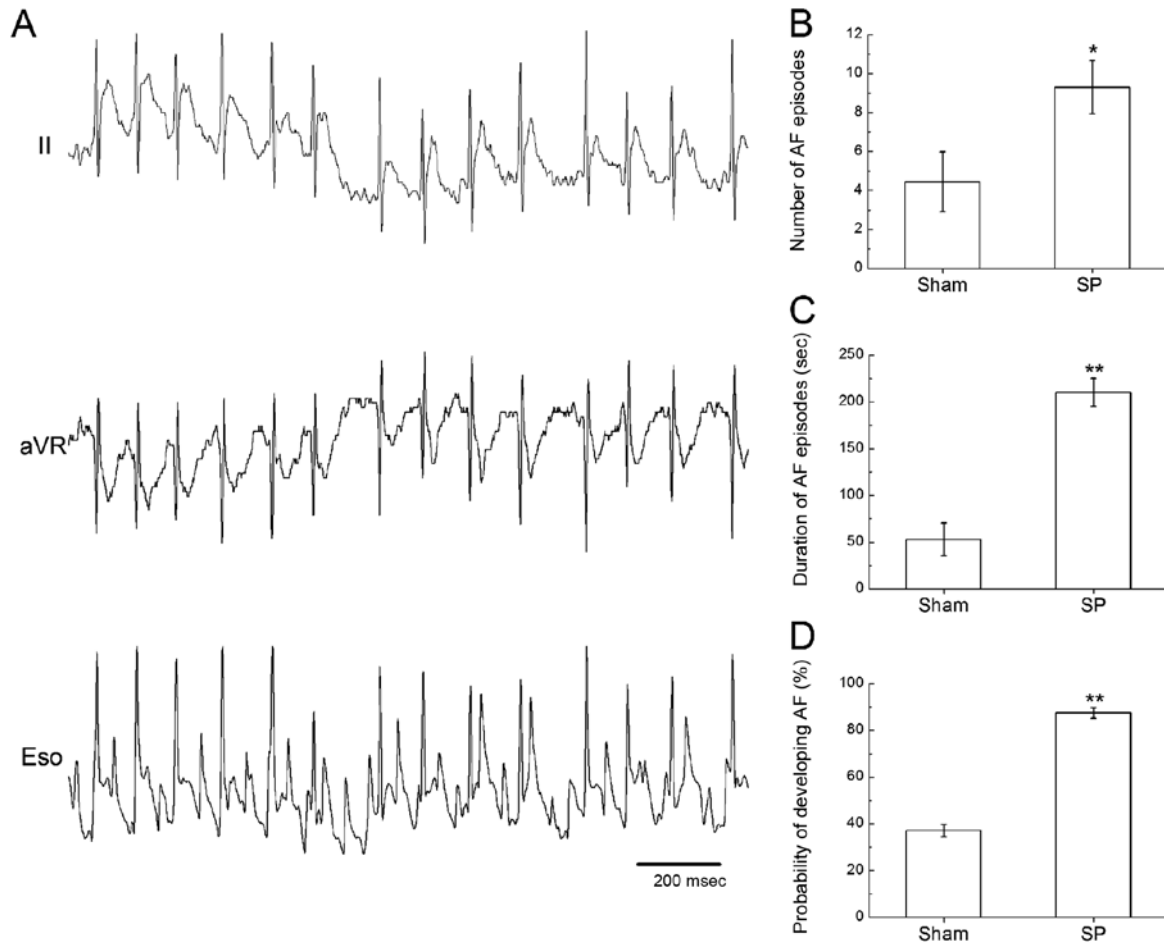 A
II
aVR
Eso
200 msec
B
Number of AF episodes
12
10
8
6
4
2
0
*
Sham SP
C
Duration of AF episodes (sec)
250
200
150
100
50
0
**
Sham SP
D
Probability of developing AF (%)
100
80
60
40
20
0
**
Sham SP